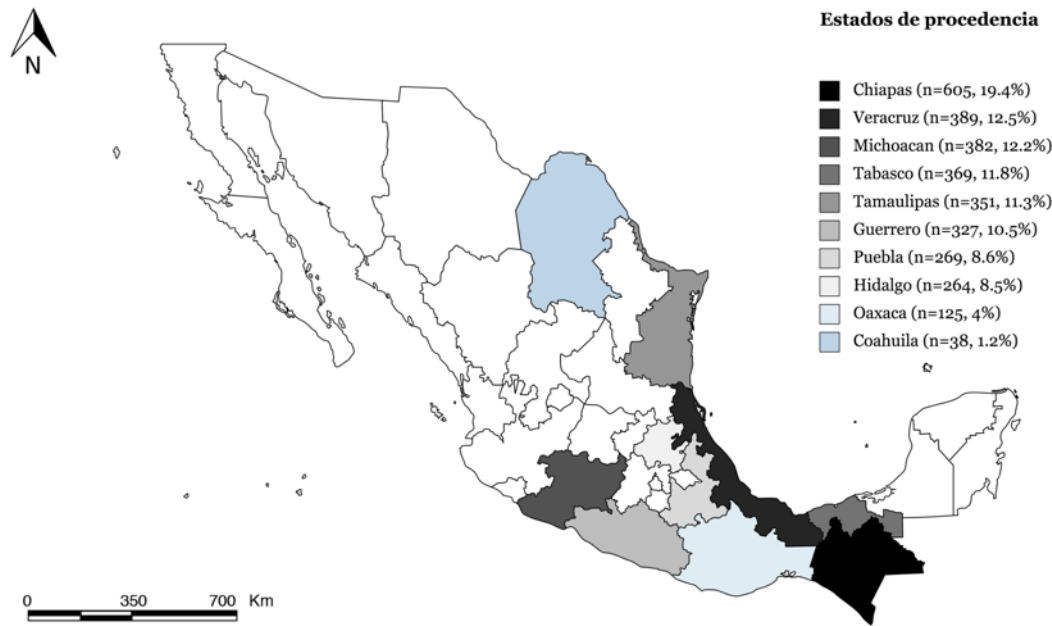 Estados de procedencia
N
Chiapas (n=605, 19.4%)
Veracruz (n=389, 12.5%)
Michoacan (n=382, 12.2%)
Tabasco (n=369, 11.8%)
Tamaulipas (n=351, 11.3%)
Guerrero (n=327, 10.5%)
Puebla (n=269, 8.6%)
Hidalgo (n=264, 8.5%)
Oaxaca (n=125, 4%)
Coahuila (n=38, 1.2%)
0 350 700 Km